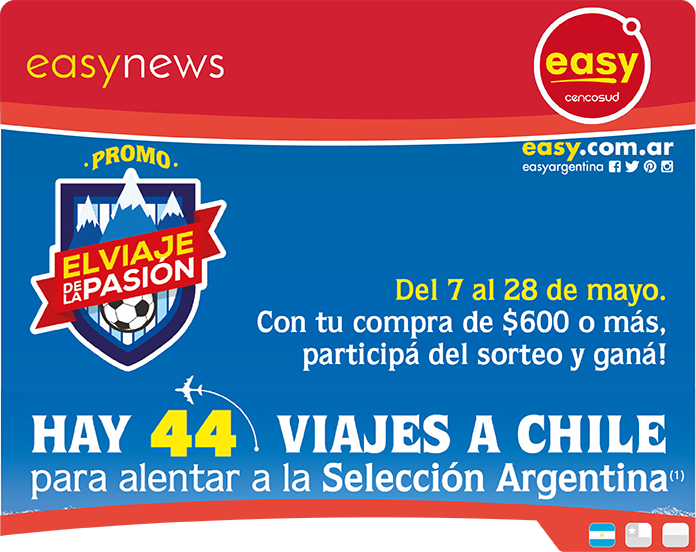 easynews
easy
cencosud
easy.com.ar
easyargentina
· PROMO ·
EL VIAJE
DE LA PASIÓN
Del 7 al 28 de mayo.
Con tu compra de $600 o más,
participá del sorteo y ganá!
HAY 44 VIAJES A CHILE
para alentar a la Selección Argentina(1)